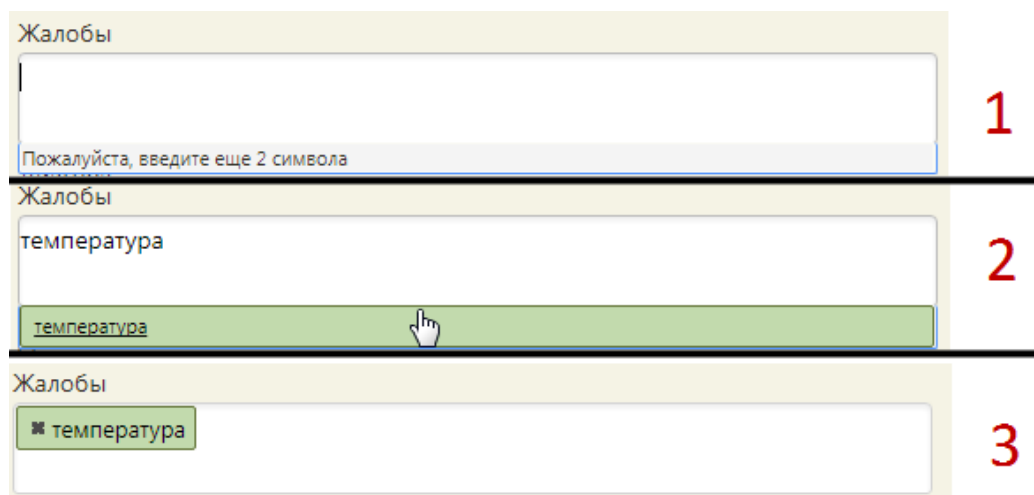 Жалобы
Пожалуйста, введите еще 2 символа
1
Жалобы
температура
температура
2
Жалобы
✖ температура
3